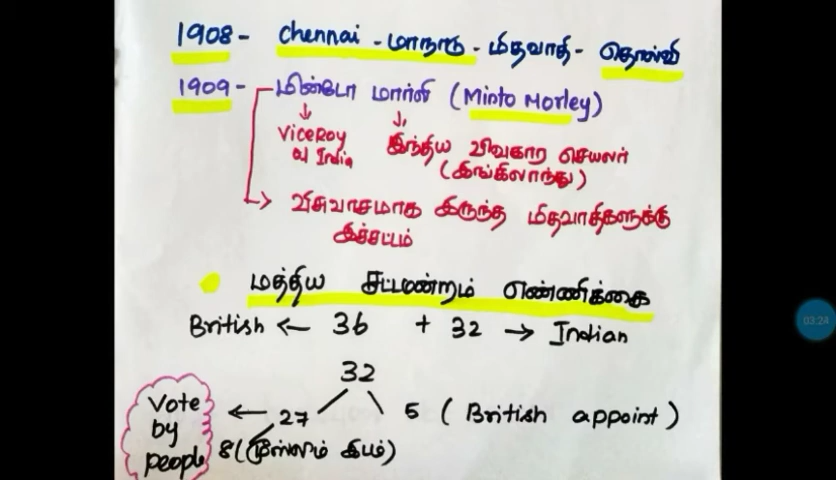 1908 - Chennai - மாநாடு - மிதவாதி - தோல்வி
1909 - மின்டோ மார்லி (Minto Morley)
Viceroy இந்திய விவகார செயலர்
of India (இங்கிலாந்து)
விசுவாசமாக இருந்த மிதவாதிகளுக்கு
இச்சட்டம்
மத்திய சட்டமன்றம் எண்ணிக்கை
British ← 36 + 32 → Indian
32
Vote by people ← 27 5 (British appoint)
8 (முஸ்லிம்
03:24